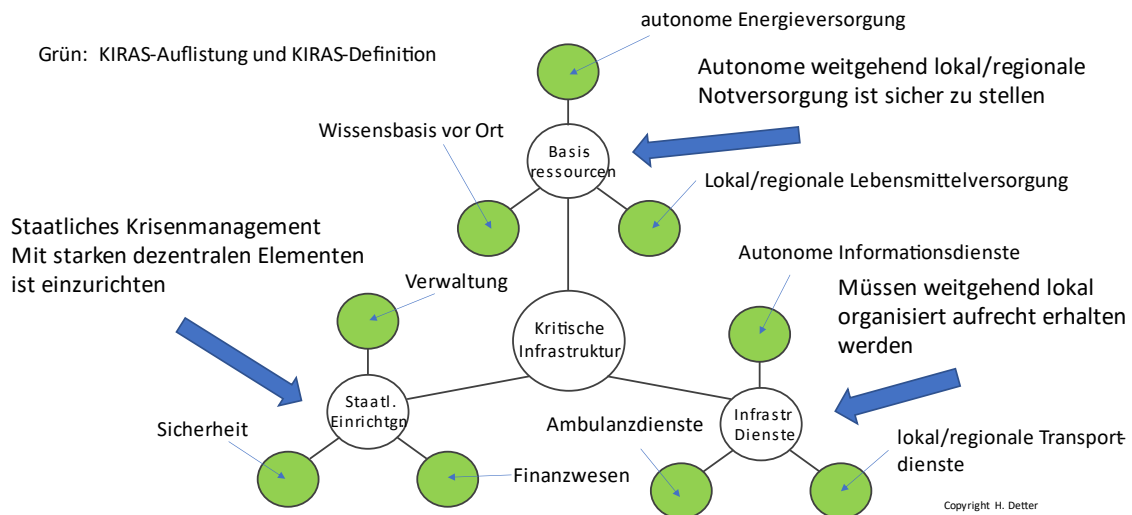 autonome Energieversorgung
Grün: KIRAS-Auflistung und KIRAS-Definition
Autonome weitgehend lokal/regionale
Notversorgung ist sicher zu stellen
Wissensbasis vor Ort
Basis
ressourcen
Lokal/regionale Lebensmittelversorgung
Staatliches Krisenmanagement
Mit starken dezentralen Elementen
ist einzurichten
Autonome Informationsdienste
Verwaltung
Müssen weitgehend lokal
organisiert aufrecht erhalten
werden
Kritische
Infrastruktur
Staatl.
Einrichtgn
Infrastr
Dienste
Sicherheit
Ambulanzdienste
lokal/regionale Transport-
dienste
Finanzwesen
Copyright H. Detter